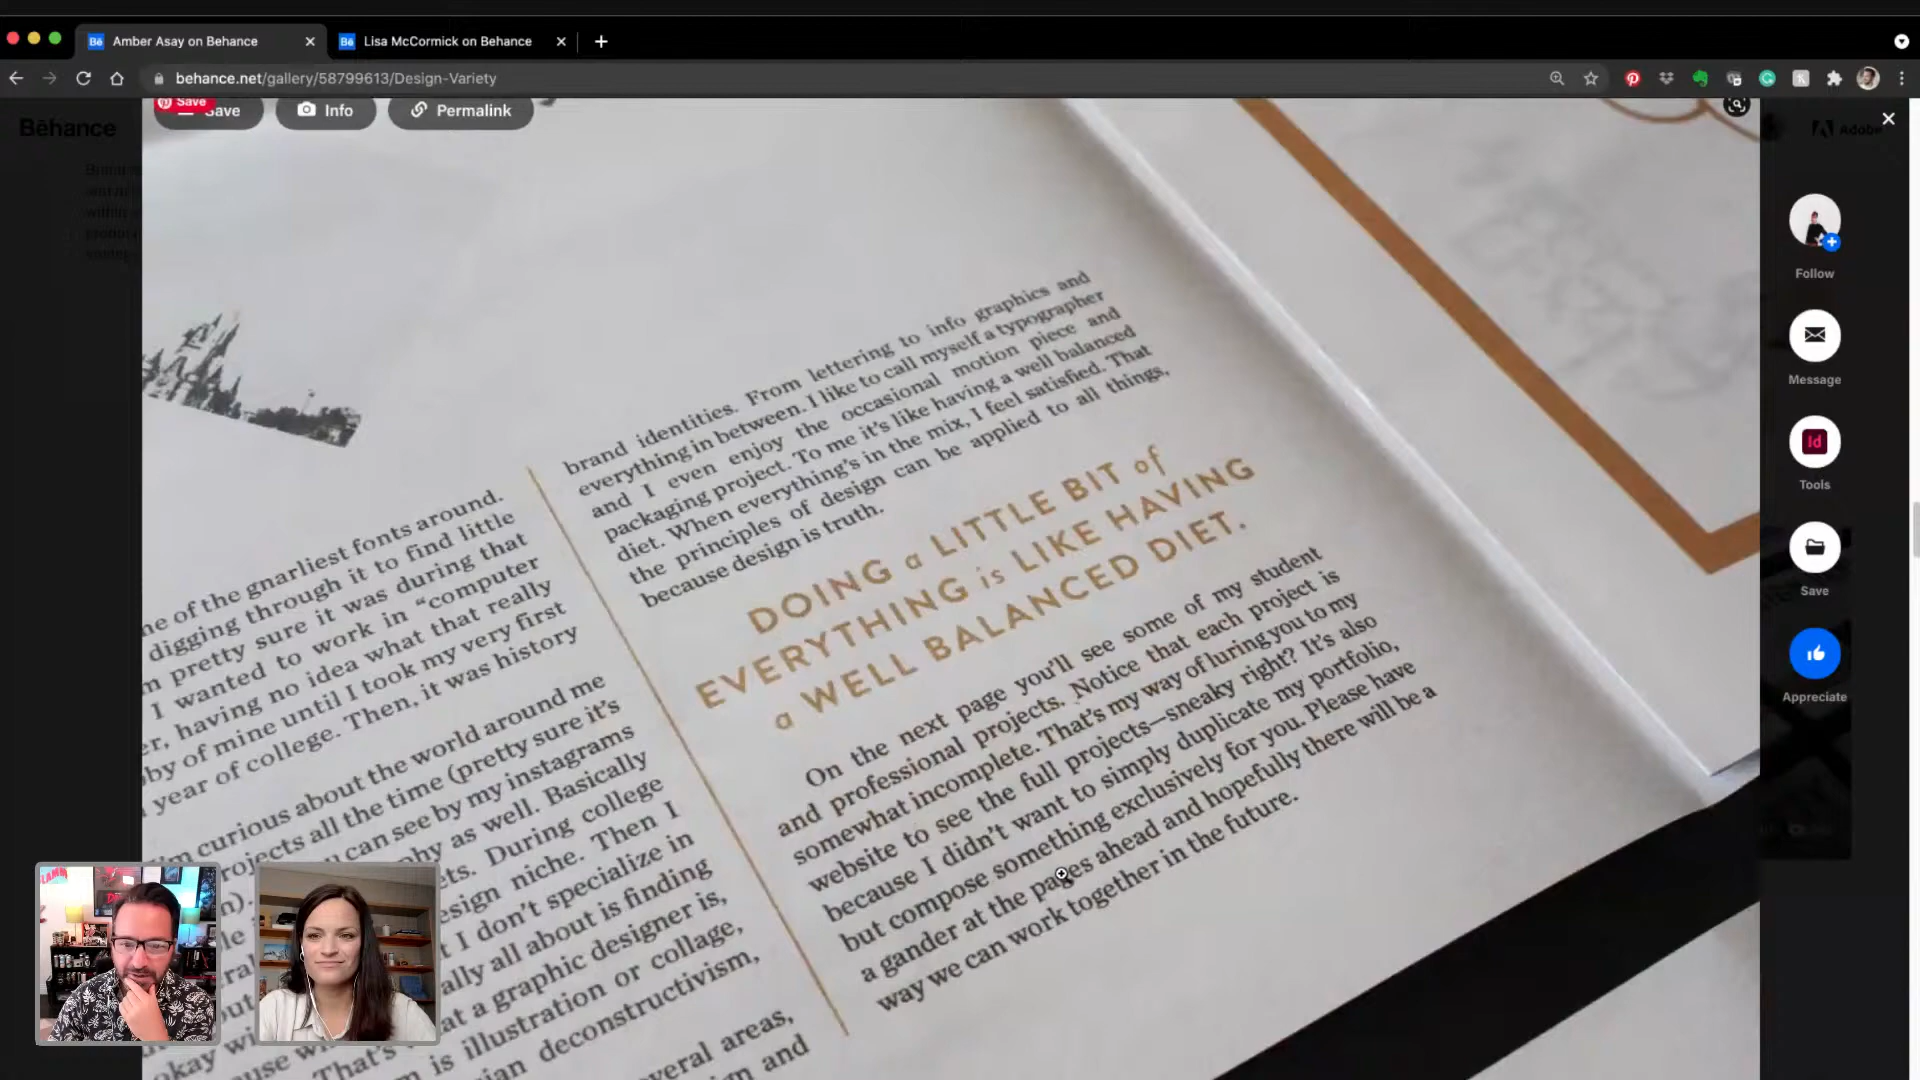 Amber Asay on Behance
Lisa McCormick on Behance
behance.net/gallery/58799613/Design-Variety
Save
Save
Info
Permalink
Bēhance
Adobe
Follow
Message
Id
Tools
Save
Appreciate
of the gnarliest fonts around.
digging through it to find little
pretty sure it was during that
I wanted to work in “computer
having no idea what that really
of mine until I took my very first
year of college. Then, it was history
curious about the world around me
projects all the time (pretty sure it's
can see by my instagrams
as well. Basically
During college
design niche. Then I
I don't specialize in
all about is finding
at a graphic designer is,
is illustration or collage,
deconstructivism,
several areas,
and
brand identities. From lettering to info graphics and
everything in between. I like to call myself a typographer
and I even enjoy the occasional motion piece and
packaging project. To me it's like having a well balanced
diet. When everything's in the mix, I feel satisfied. That
the principles of design can be applied to all things,
because design is truth.
DOING a LITTLE BIT of
EVERYTHING is LIKE HAVING
a WELL BALANCED DIET.
On the next page you'll see some of my student
and professional projects. Notice that each project is
somewhat incomplete. That's my way of luring you to my
website to see the full projects—sneaky right? It's also
because I didn't want to simply duplicate my portfolio,
but compose something exclusively for you. Please have
a gander at the pages ahead and hopefully there will be a
way we can work together in the future.